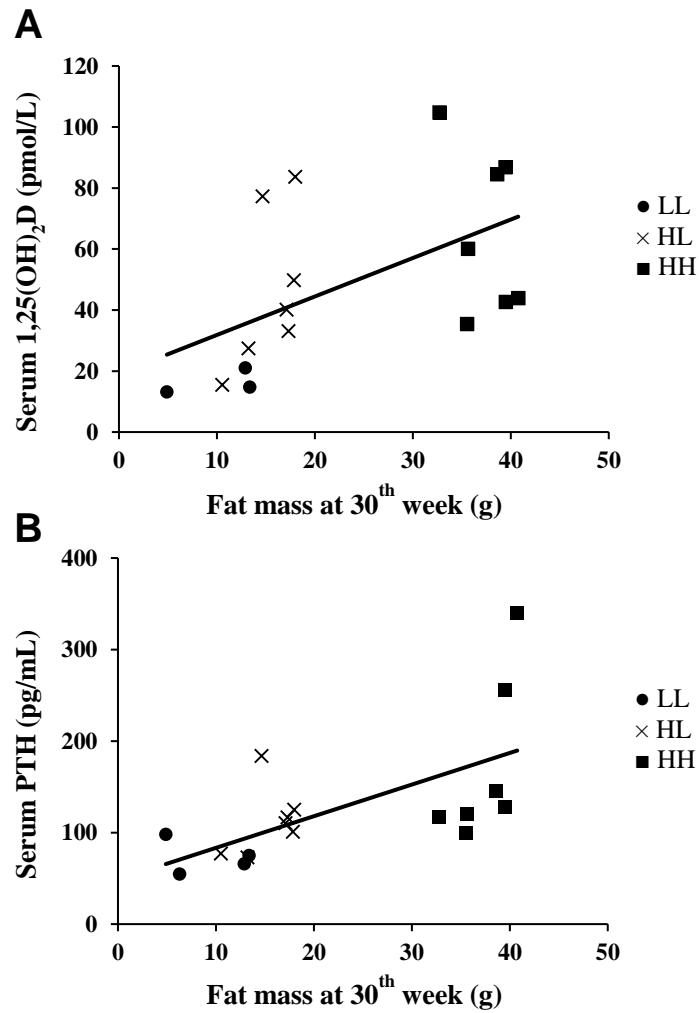 A
120
100
80
60
40
20
0
Serum 1,25(OH)₂D (pmol/L)
0 10 20 30 40 50
Fat mass at 30ᵗʰ week (g)
LL
HL
HH
B
400
300
200
100
0
Serum PTH (pg/mL)
0 10 20 30 40 50
Fat mass at 30ᵗʰ week (g)
LL
HL
HH